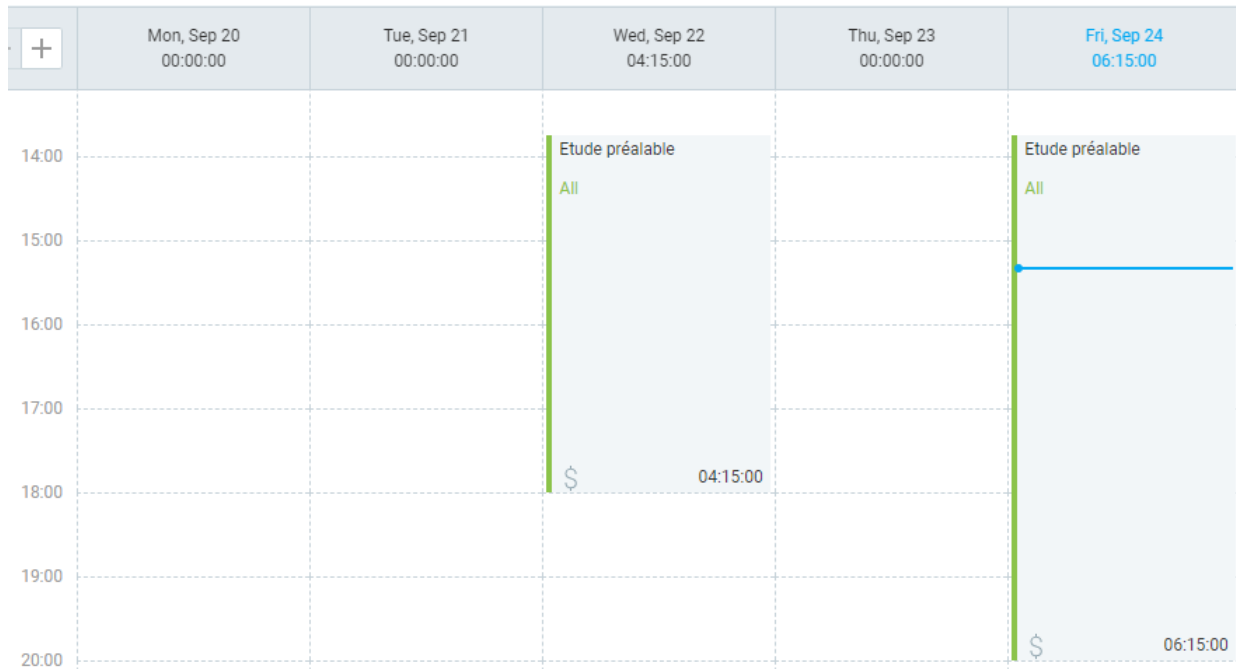 +
Mon, Sep 20
00:00:00
Tue, Sep 21
00:00:00
Wed, Sep 22
04:15:00
Thu, Sep 23
00:00:00
Fri, Sep 24
06:15:00
14:00
15:00
16:00
17:00
18:00
19:00
20:00
Etude préalable
All
$ 04:15:00
Etude préalable
All
$ 06:15:00